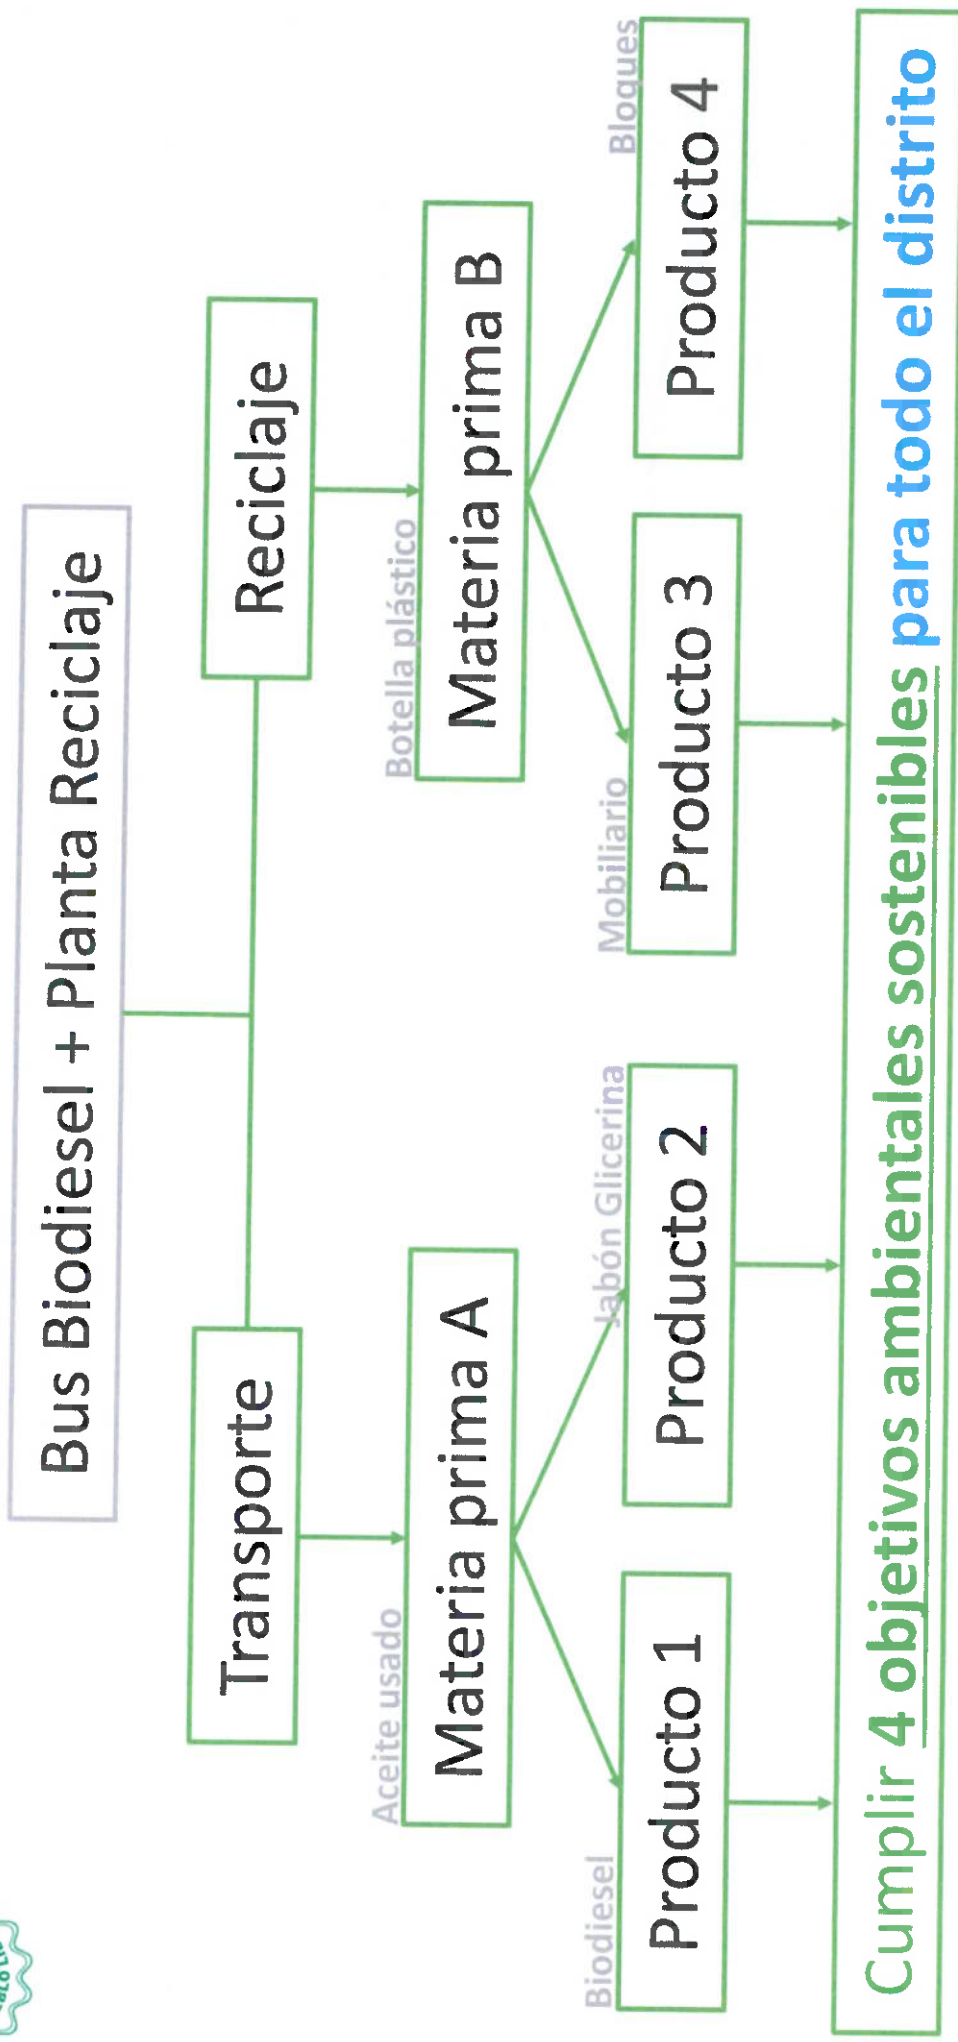 Bus Biodiesel + Planta Reciclaje
Transporte
Reciclaje
Aceite usado
Materia prima A
Botella plástico
Materia prima B
Biodiesel
Producto 1
Jabón Glicerina
Producto 2
Mobiliario
Producto 3
Bloques
Producto 4
Cumplir 4 objetivos ambientales sostenibles para todo el distrito